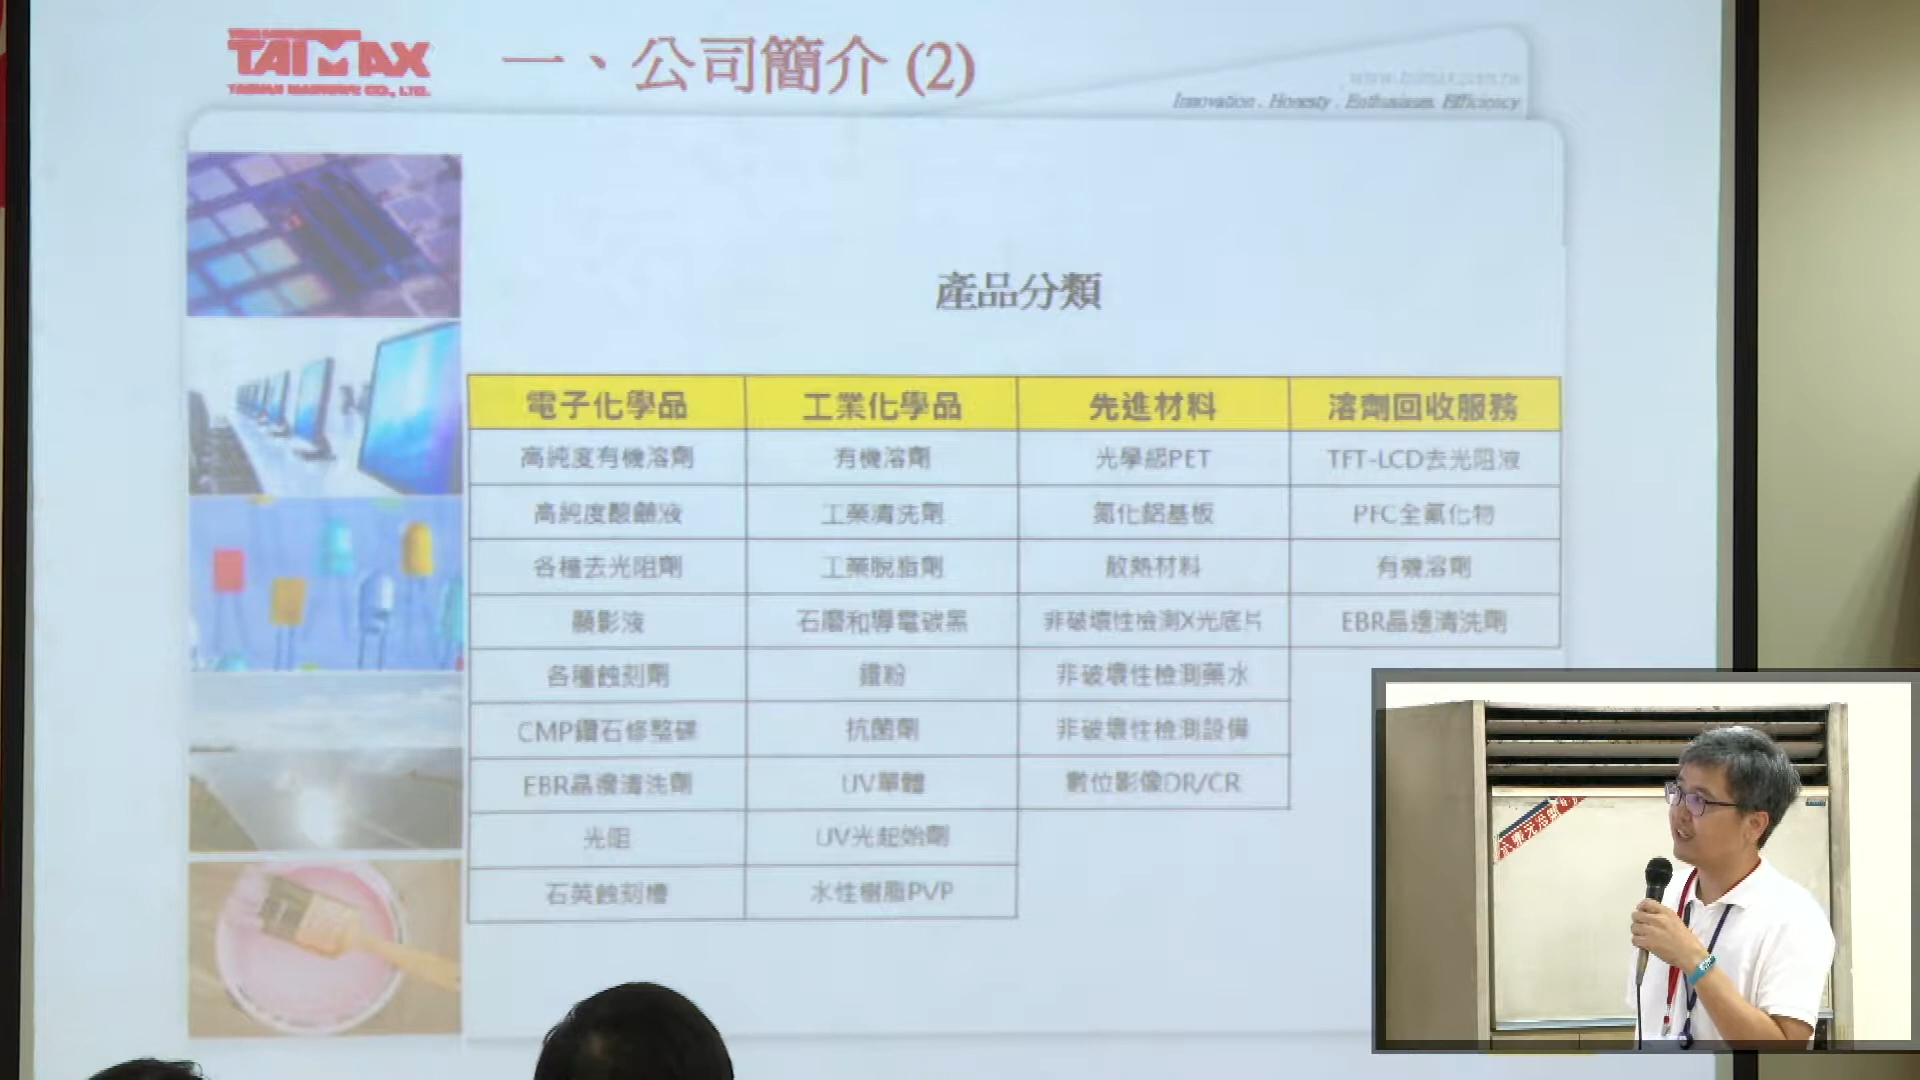 TAIMAX
一、公司簡介 (2)
Innovation . Honesty . Enthusiasm. Efficiency
產品分類
電子化學品 工業化學品 先進材料 溶劑回收服務
高純度有機溶劑 有機溶劑 光學級PET TFT-LCD去光阻液
高純度酸鹼液 工業清洗劑 氮化鋁基板 PFC全氟化物
各種去光阻劑 工業脫脂劑 散熱材料 有機溶劑
顯影液 石磨和導電碳黑 非破壞性檢測X光底片 EBR晶邊清洗劑
各種蝕刻劑 鐵粉 非破壞性檢測藥水
CMP鑽石修整碟 抗菌劑 非破壞性檢測設備
EBR晶邊清洗劑 UV單體 數位影像DR/CR
光阻 UV光起始劑
石英蝕刻槽 水性樹脂PVP